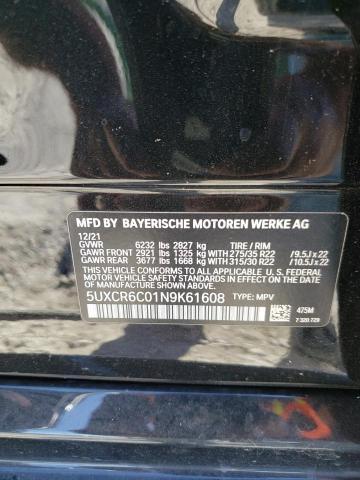 MFD BY BAYERISCHE MOTOREN WERKE AG
12/21
GVWR 6232 lbs 2827 kg TIRE / RIM
GAWR FRONT 2921 lbs 1325 kg WITH 275/35 R22 /9.5J x 22
GAWR REAR 3677 lbs 1668 kg WITH 315/30 R22 /10.5J x 22
THIS VEHICLE CONFORMS TO ALL APPLICABLE
U.S. FEDERAL MOTOR VEHICLE SAFETY STANDARDS
IN EFFECT ON THE DATE OF MANUFACTURE SHOWN ABOVE.
5UXCR6C01N9K61608 TYPE: MPV
475M
7 320 729